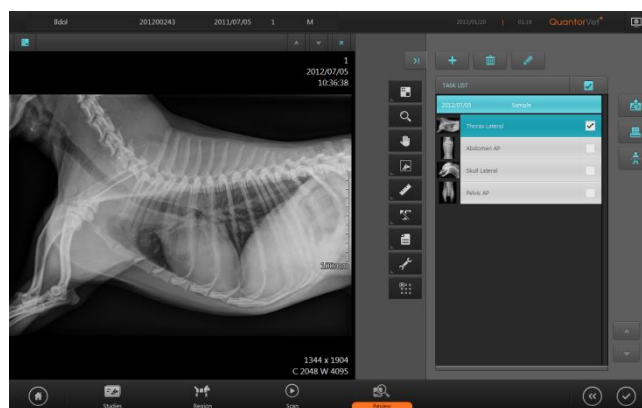 Bdol 201200243 2011/07/05 1 M
QuantorVet
1
2012/07/05
10:36:38
TASK LIST
2012/07/05 Sample
Thorax Lateral
Abdomen AP
Skull Lateral
Pelvic AP
100mm
1344 x 1904
C 2048 W 4095
Studies Region Scan Review